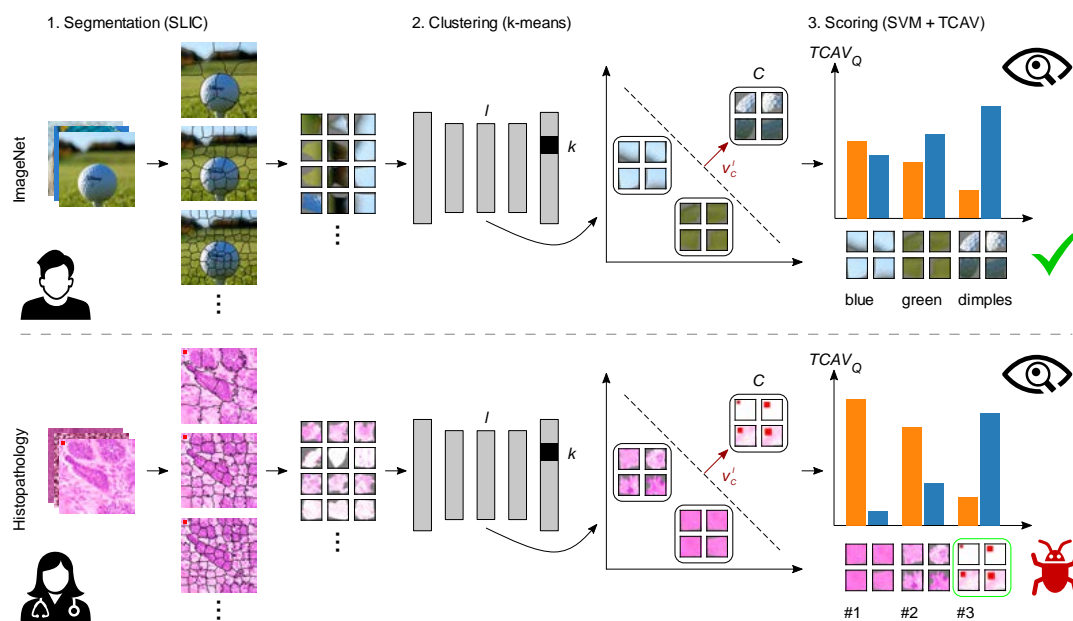 1. Segmentation (SLIC)
2. Clustering (k-means)
3. Scoring (SVM + TCAV)
ImageNet
l
k
C
v_C^l
TCAV_Q
blue
green
dimples
Histopathology
l
k
C
v_C^l
TCAV_Q
#1
#2
#3